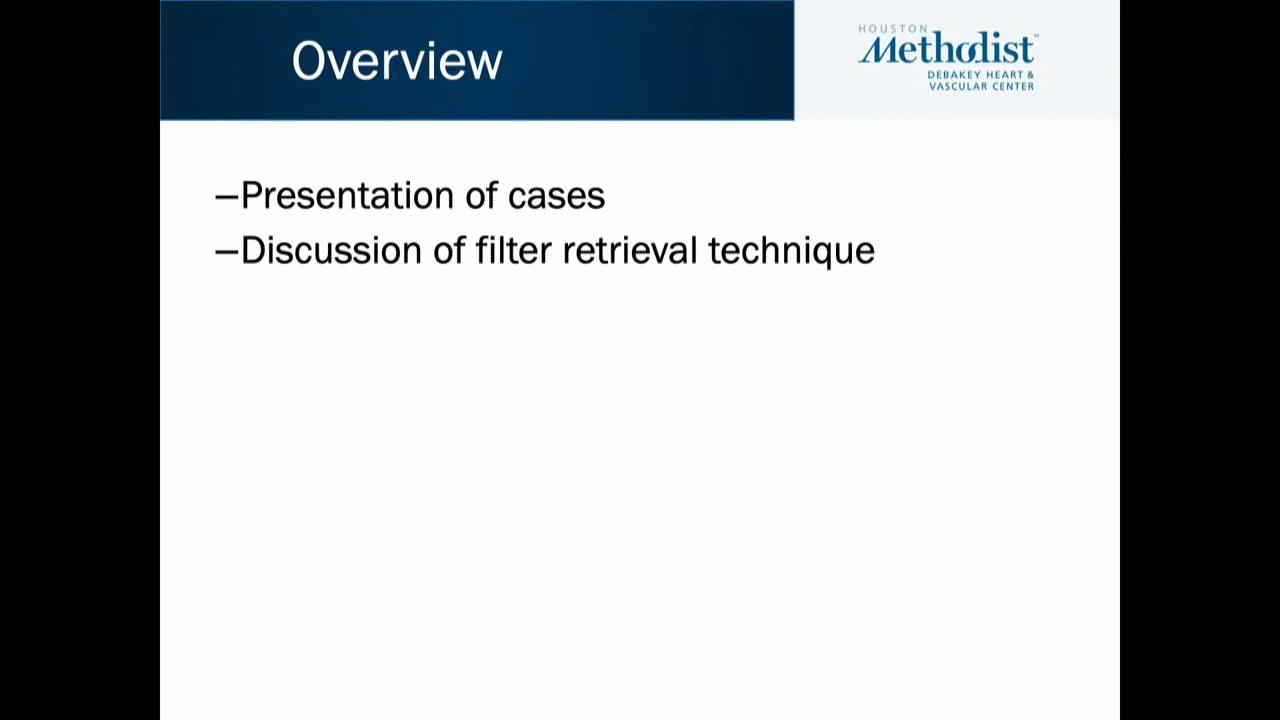 Overview
HOUSTON
Methodist
DEBAKEY HEART &
VASCULAR CENTER
–Presentation of cases
–Discussion of filter retrieval technique